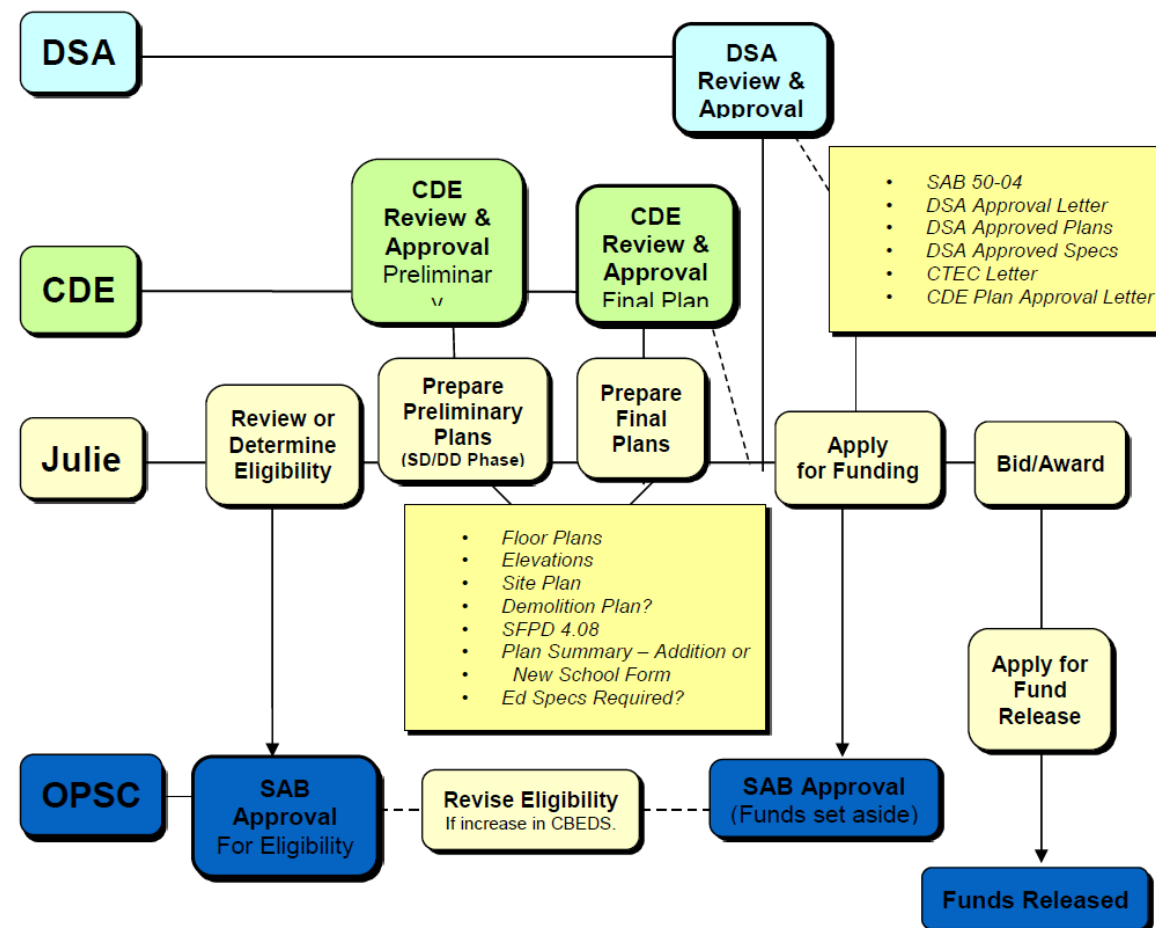 DSA
DSA
Review &
Approval
• SAB 50-04
• DSA Approval Letter
• DSA Approved Plans
• DSA Approved Specs
• CTEC Letter
• CDE Plan Approval Letter
CDE
CDE
Review &
Approval
Preliminar
y
CDE
Review &
Approval
Final Plan
Julie
Review or
Determine
Eligibility
Prepare
Preliminary
Plans
(SD/DD Phase)
Prepare
Final
Plans
Apply
for Funding
Bid/Award
• Floor Plans
• Elevations
• Site Plan
• Demolition Plan?
• SFPD 4.08
• Plan Summary – Addition or
• New School Form
• Ed Specs Required?
Apply for
Fund
Release
OPSC
SAB
Approval
For Eligibility
Revise Eligibility
If increase in CBEDS.
SAB Approval
(Funds set aside)
Funds Released